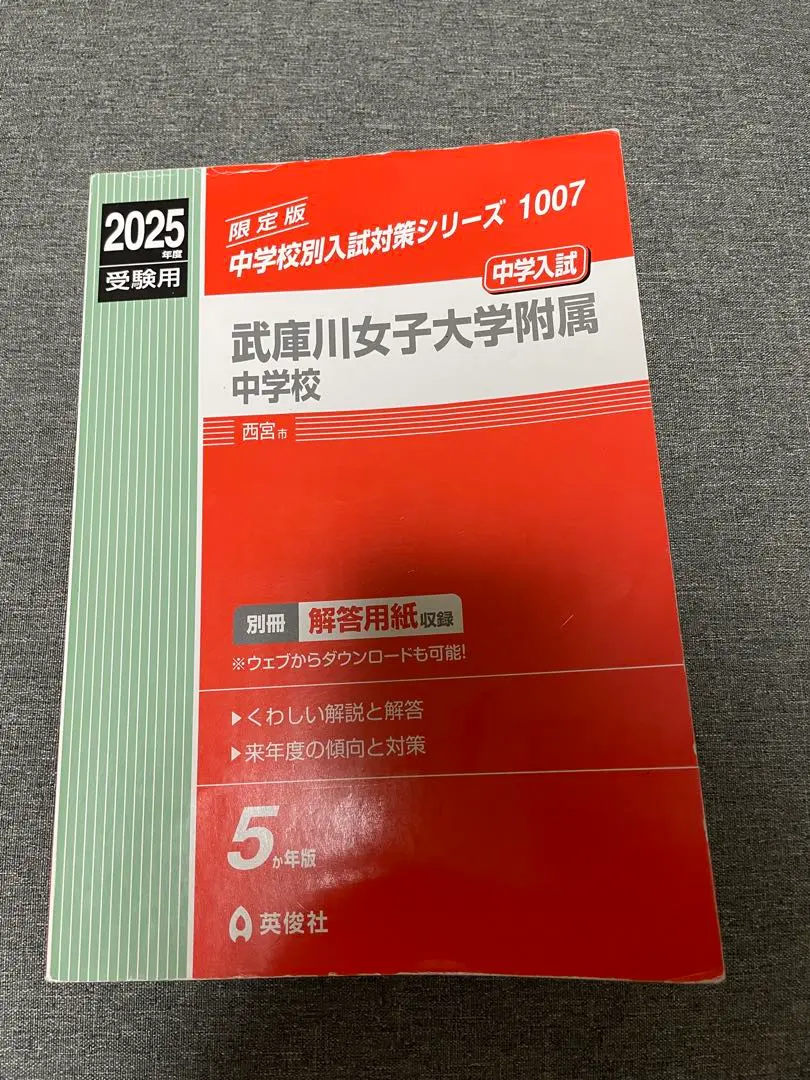 2025
年度
受験用
限定版
中学校別入試対策シリーズ 1007
中学入試
武庫川女子大学附属
中学校
西宮市
別冊 解答用紙収録
※ウェブからダウンロードも可能!
▶くわしい解説と解答
▶来年度の傾向と対策
5か年版
英俊社